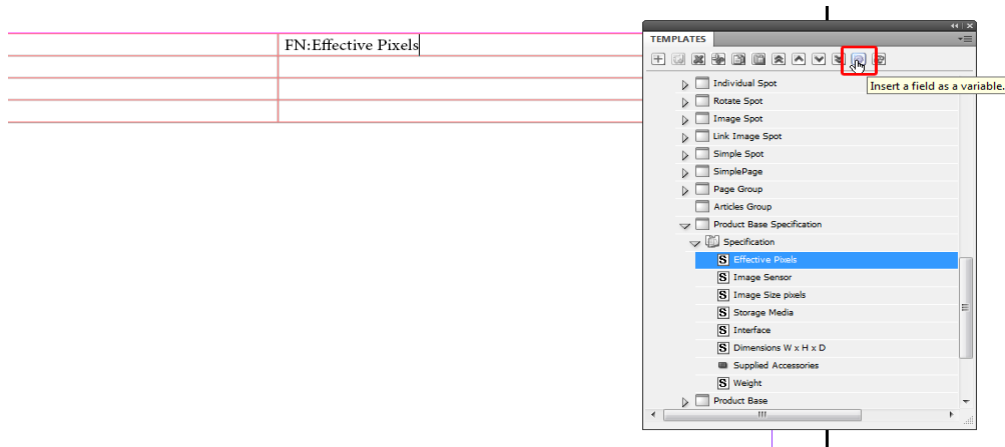 FN:Effective Pixels
TEMPLATES
Insert a field as a variable.
Individual Spot
Rotate Spot
Image Spot
Link Image Spot
Simple Spot
SimplePage
Page Group
Articles Group
Product Base Specification
Specification
S Effective Pixels
S Image Sensor
S Image Size pixels
S Storage Media
S Interface
S Dimensions W x H x D
Supplied Accessories
S Weight
Product Base